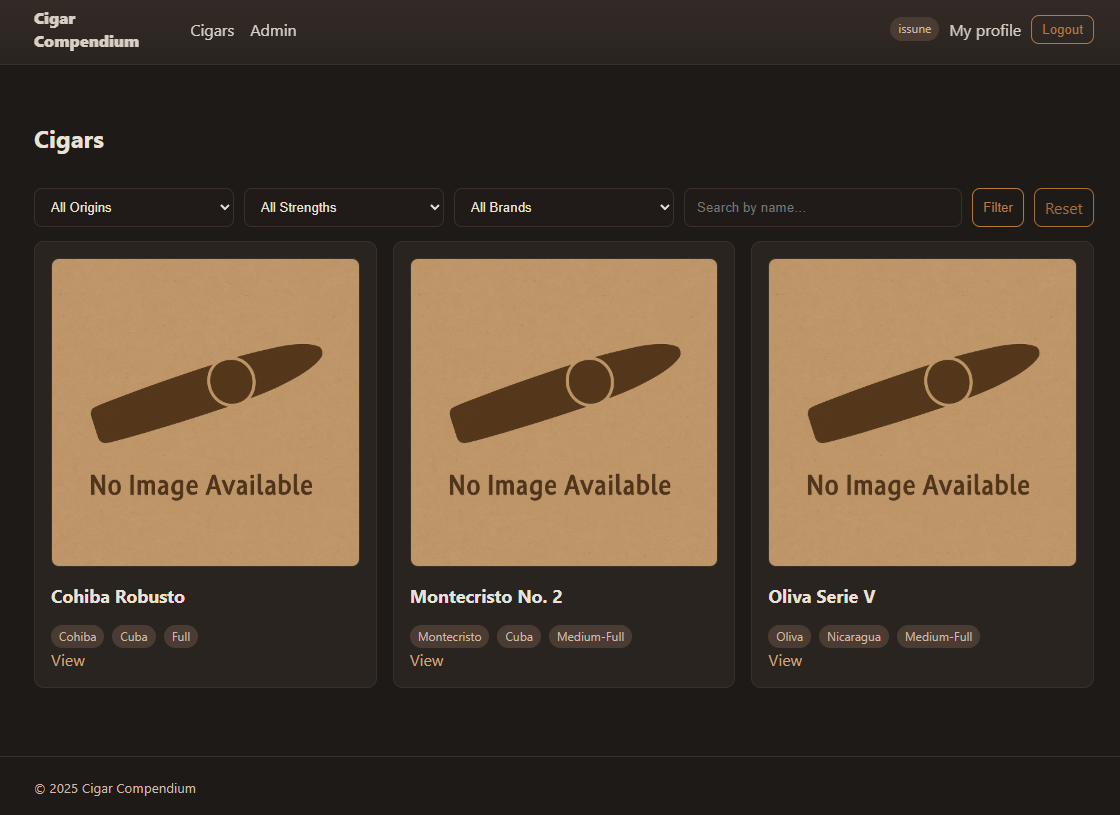 Cigar
Compendium
Cigars Admin
issune My profile Logout
Cigars
All Origins All Strengths All Brands Search by name... Filter Reset
No Image Available No Image Available No Image Available
Cohiba Robusto Montecristo No. 2 Oliva Serie V
Cohiba Cuba Full Montecristo Cuba Medium-Full Oliva Nicaragua Medium-Full
View View View
© 2025 Cigar Compendium